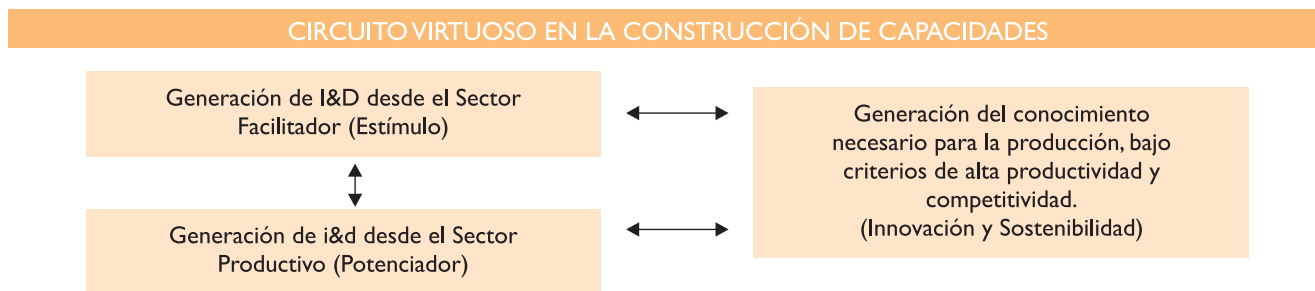 CIRCUITO VIRTUOSO EN LA CONSTRUCCIÓN DE CAPACIDADES
Generación de I&D desde el Sector
Facilitador (Estímulo)
Generación de i&d desde el Sector
Productivo (Potenciador)
Generación del conocimiento
necesario para la producción, bajo
criterios de alta productividad y
competitividad.
(Innovación y Sostenibilidad)